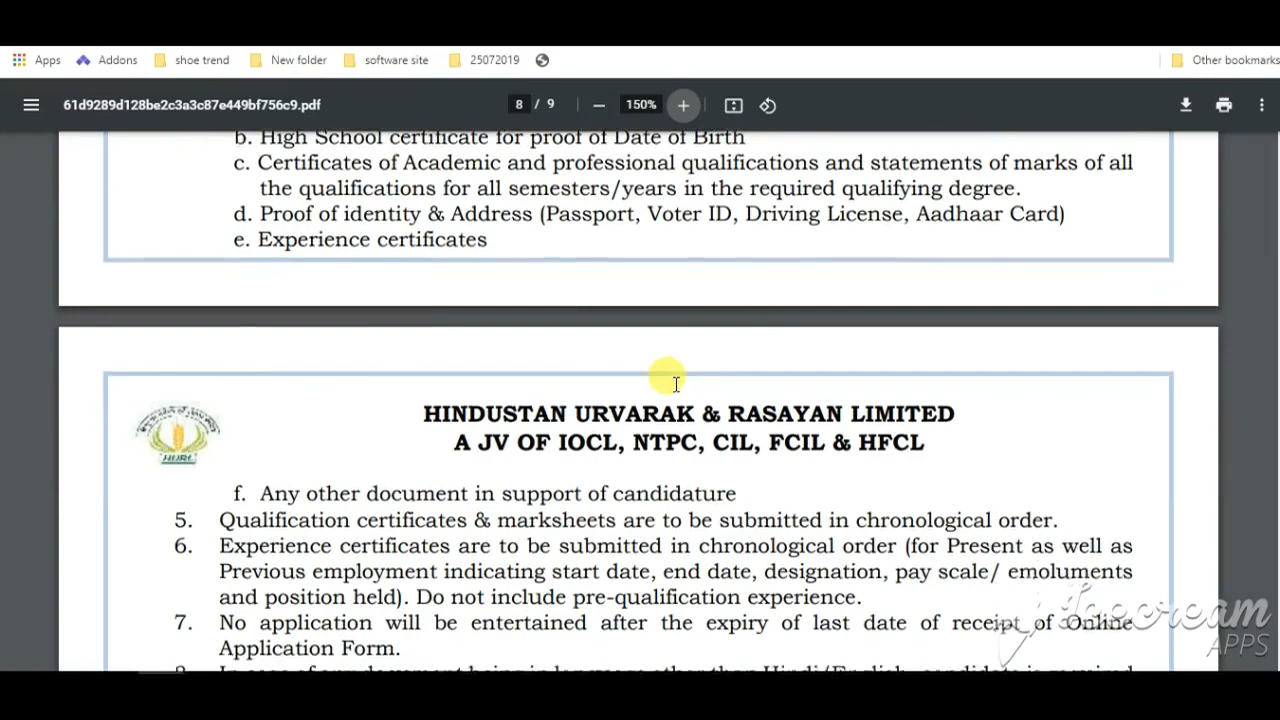 Apps Addons shoe trend New folder software site 25072019 Other bookmarks
61d9289d128be2c3a3c87e449bf756c9.pdf 8 / 9 150%
b. High School certificate for proof of Date of Birth
c. Certificates of Academic and professional qualifications and statements of marks of all
the qualifications for all semesters/years in the required qualifying degree.
d. Proof of identity & Address (Passport, Voter ID, Driving License, Aadhaar Card)
e. Experience certificates
HINDUSTAN URVARAK & RASAYAN LIMITED
A JV OF IOCL, NTPC, CIL, FCIL & HFCL
HURL
f. Any other document in support of candidature
5. Qualification certificates & marksheets are to be submitted in chronological order.
6. Experience certificates are to be submitted in chronological order (for Present as well as
Previous employment indicating start date, end date, designation, pay scale/ emoluments
and position held). Do not include pre-qualification experience.
7. No application will be entertained after the expiry of last date of receipt of Online
Application Form.
Icecream
APPS